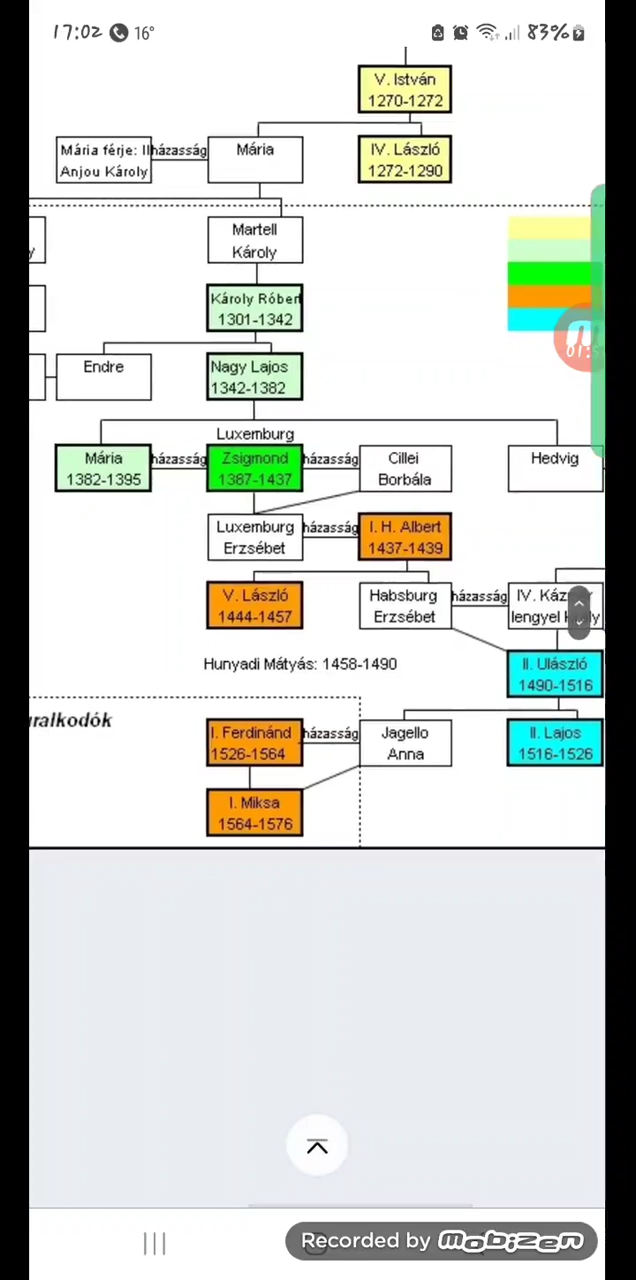 17:02 16° 83%
V. István
1270-1272
Mária férje: II
Anjou Károly
házasság
Mária
IV. László
1272-1290
y
Martell
Károly
Károly Róbert
1301-1342
01:5
Endre
Nagy Lajos
1342-1382
Luxemburg
Mária
1382-1395
házasság
Zsigmond
1387-1437
házasság
Cillei
Borbála
Hedvig
Luxemburg
Erzsébet
házasság
I. H. Albert
1437-1439
V. László
1444-1457
Habsburg
Erzsébet
házasság
IV. Káz
lengyel király
Hunyadi Mátyás: 1458-1490
II. Ulászló
1490-1516
uralkodók
I. Ferdinánd
1526-1564
házasság
Jagello
Anna
II. Lajos
1516-1526
I. Miksa
1564-1576
Recorded by mobizen